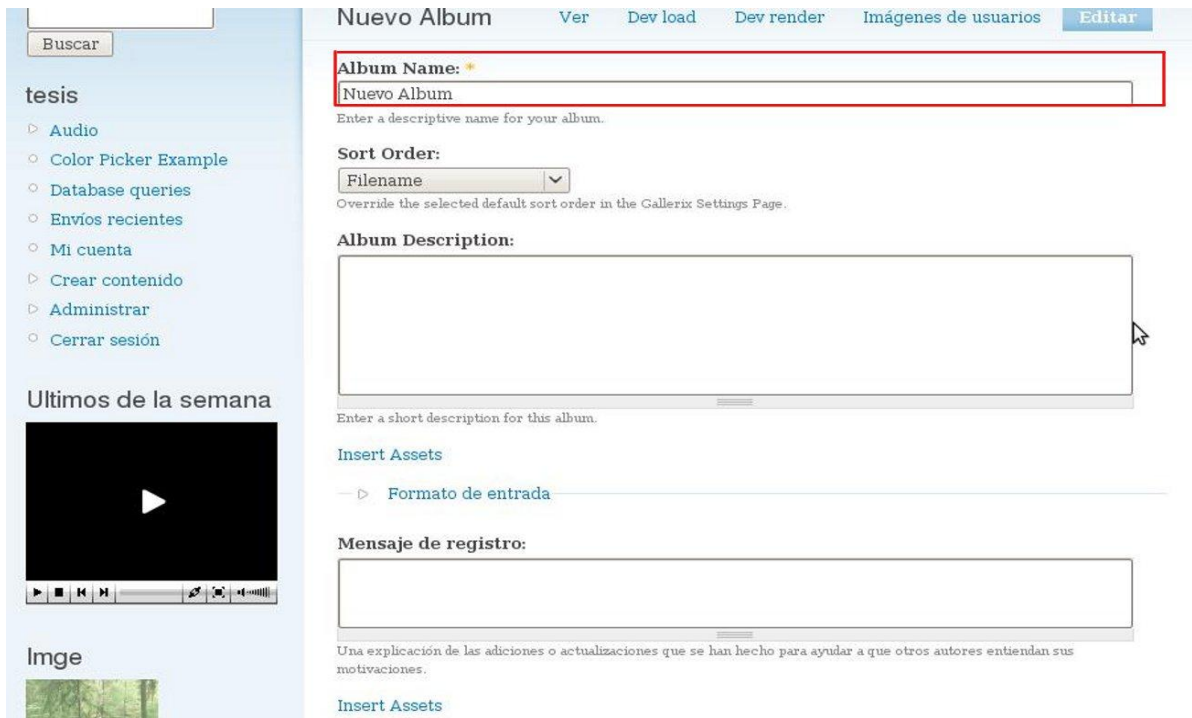 Buscar
tesis
Audio
Color Picker Example
Database queries
Envíos recientes
Mi cuenta
Crear contenido
Administrar
Cerrar sesión
Ultimos de la semana
Imge
Nuevo Album Ver Dev load Dev render Imágenes de usuarios Editar
Album Name: *
Nuevo Album
Enter a descriptive name for your album.
Sort Order:
Filename
Override the selected default sort order in the Gallerix Settings Page.
Album Description:
Enter a short description for this album.
Insert Assets
Formato de entrada
Mensaje de registro:
Una explicación de las adiciones o actualizaciones que se han hecho para ayudar a que otros autores entiendan sus
motivaciones.
Insert Assets